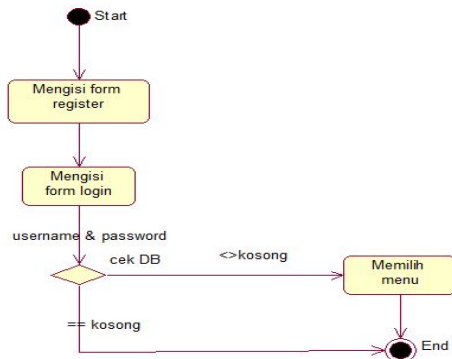 Start
Mengisi form
register
Mengisi
form login
username & password
cek DB
<>kosong
Memilih
menu
== kosong
End